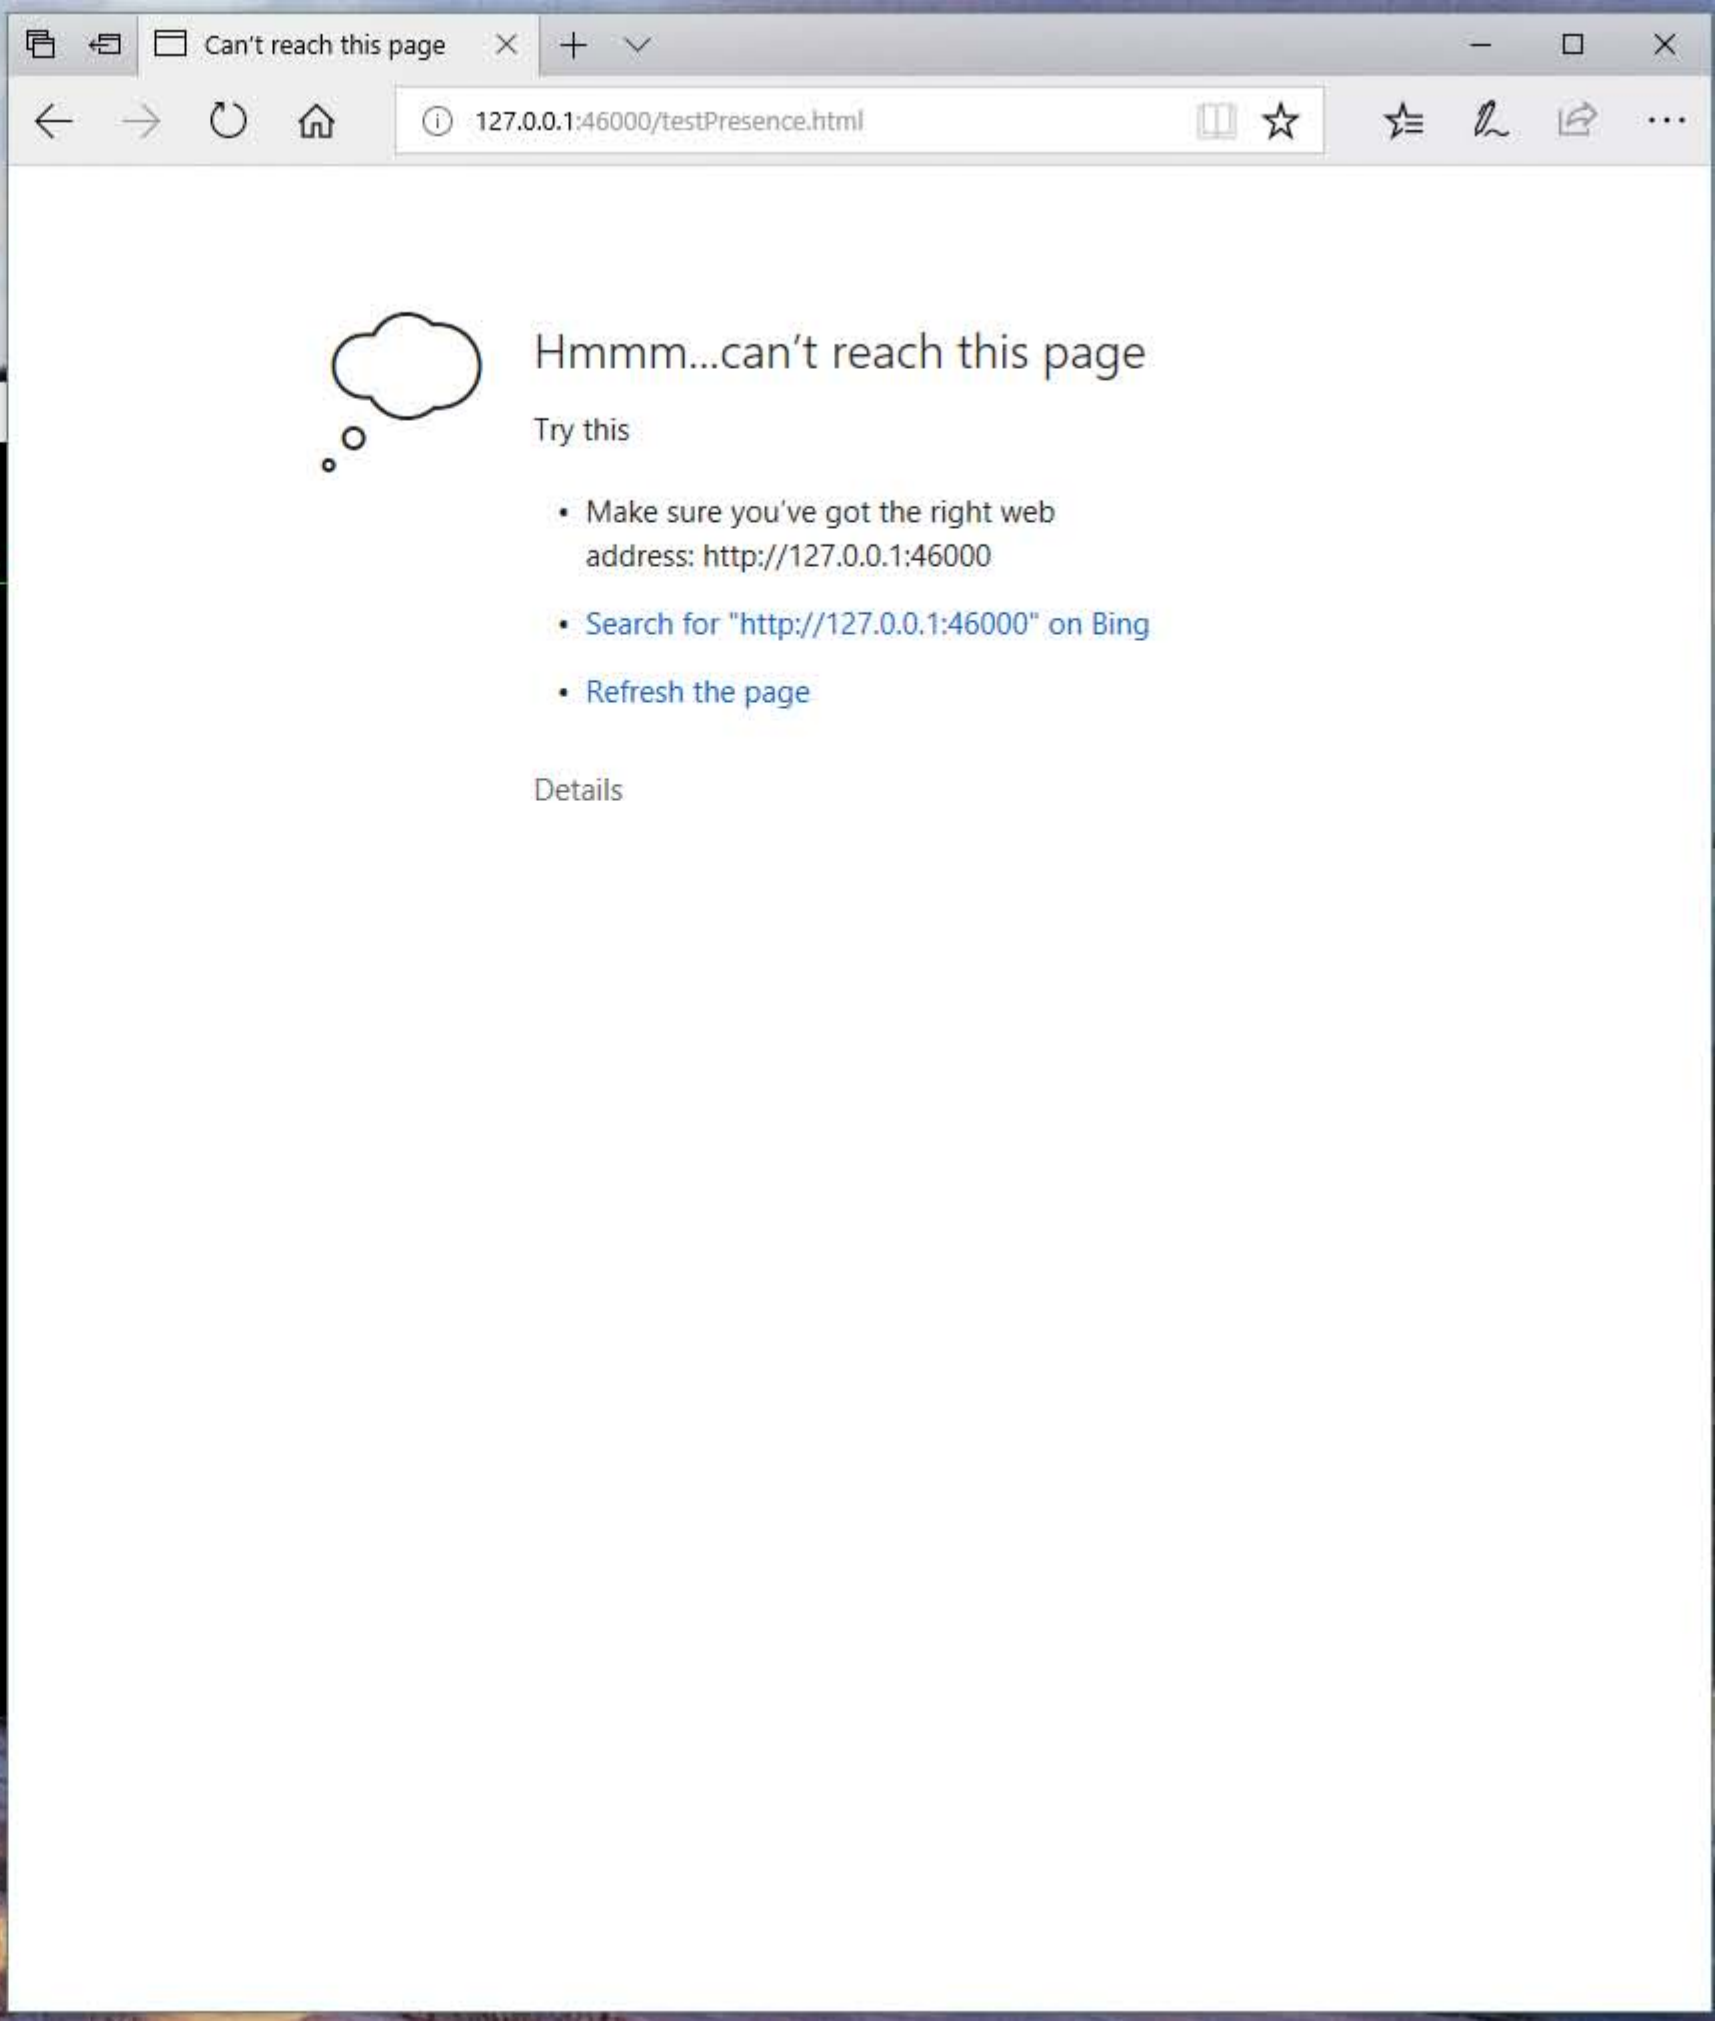 Can't reach this page
127.0.0.1:46000/testPresence.html
Hmmm...can't reach this page
Try this
• Make sure you've got the right web
address: http://127.0.0.1:46000
• Search for "http://127.0.0.1:46000" on Bing
• Refresh the page
Details